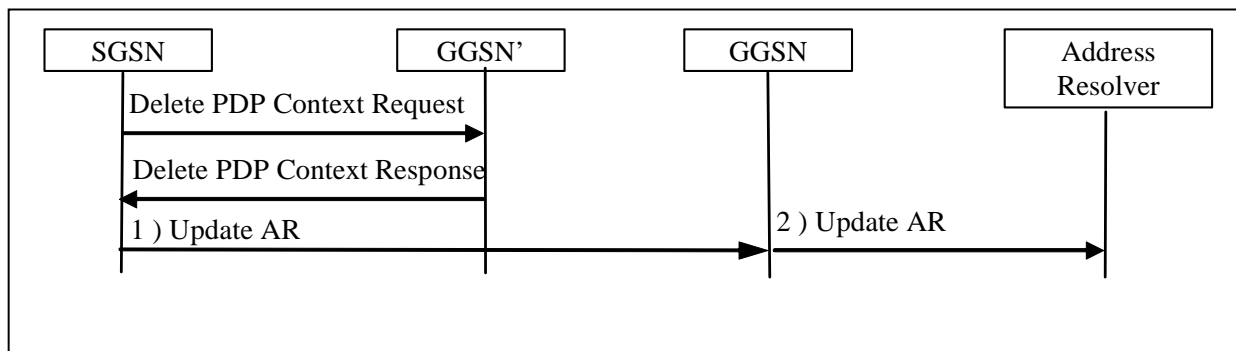 SGSN
GGSN’
GGSN
Address
Resolver
Delete PDP Context Request
Delete PDP Context Response
1 ) Update AR
2 ) Update AR